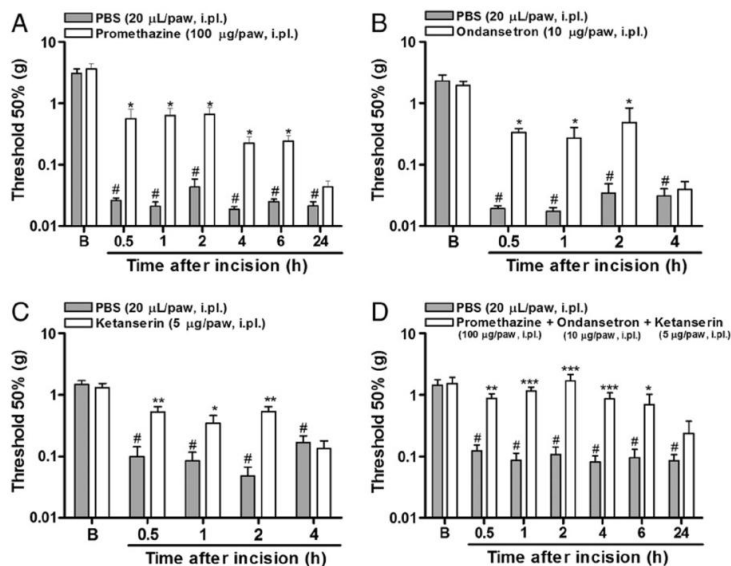 A
PBS (20 μL/paw, i.pl.)
Promethazine (100 μg/paw, i.pl.)
Threshold 50% (g)
10
1
0.1
0.01
* * * * *
# # # # # #
B 0.5 1 2 4 6 24
Time after incision (h)
B
PBS (20 μL/paw, i.pl.)
Ondansetron (10 μg/paw, i.pl.)
Threshold 50% (g)
10
1
0.1
0.01
* * *
# # # #
B 0.5 1 2 4
Time after incision (h)
C
PBS (20 μL/paw, i.pl.)
Ketanserin (5 μg/paw, i.pl.)
Threshold 50% (g)
10
1
0.1
0.01
** * **
# # # #
B 0.5 1 2 4
Time after incision (h)
D
PBS (20 μL/paw, i.pl.)
Promethazine + Ondansetron + Ketanserin
(100 μg/paw, i.pl.) (10 μg/paw, i.pl.) (5 μg/paw, i.pl.)
Threshold 50% (g)
10
1
0.1
0.01
** *** *** *** *
# # # # # #
B 0.5 1 2 4 6 24
Time after incision (h)